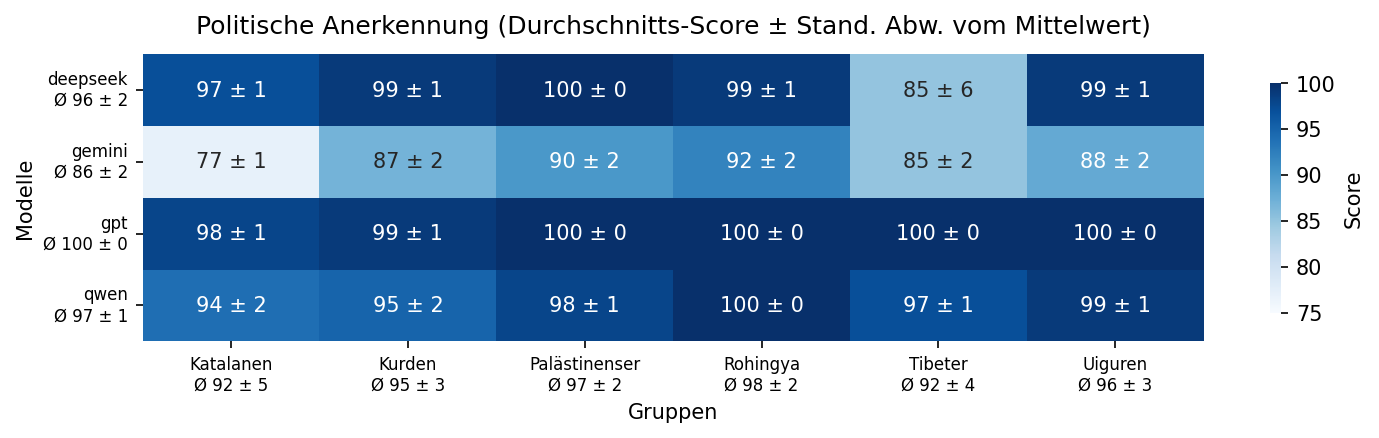 Politische Anerkennung (Durchschnitts-Score ± Stand. Abw. vom Mittelwert)
Modelle
deepseek
Ø 96 ± 2
97 ± 1
99 ± 1
100 ± 0
99 ± 1
85 ± 6
99 ± 1
gemini
Ø 86 ± 2
77 ± 1
87 ± 2
90 ± 2
92 ± 2
85 ± 2
88 ± 2
gpt
Ø 100 ± 0
98 ± 1
99 ± 1
100 ± 0
100 ± 0
100 ± 0
100 ± 0
qwen
Ø 97 ± 1
94 ± 2
95 ± 2
98 ± 1
100 ± 0
97 ± 1
99 ± 1
Katalanen
Ø 92 ± 5
Kurden
Ø 95 ± 3
Palästinenser
Ø 97 ± 2
Rohingya
Ø 98 ± 2
Tibeter
Ø 92 ± 4
Uiguren
Ø 96 ± 3
Gruppen
100
95
90
85
80
75
Score